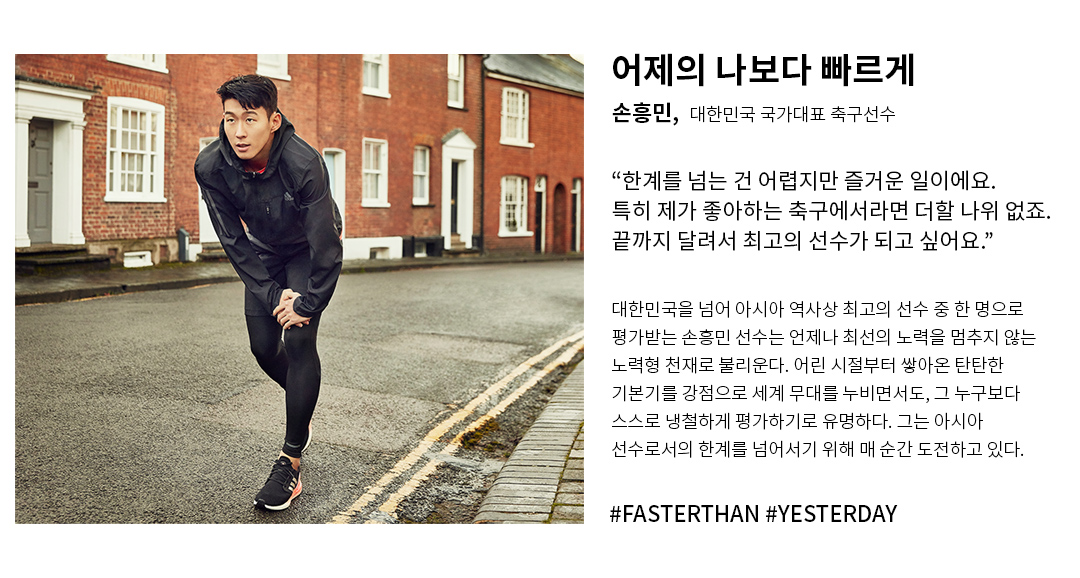 어제의 나보다 빠르게
손흥민, 대한민국 국가대표 축구선수
“한계를 넘는 건 어렵지만 즐거운 일이에요.
특히 제가 좋아하는 축구에서라면 더할 나위 없죠.
끝까지 달려서 최고의 선수가 되고 싶어요.”
대한민국을 넘어 아시아 역사상 최고의 선수 중 한 명으로
평가받는 손흥민 선수는 언제나 최선의 노력을 멈추지 않는
노력형 천재로 불리운다. 어린 시절부터 쌓아온 탄탄한
기본기를 강점으로 세계 무대를 누비면서도, 그 누구보다
스스로 냉철하게 평가하기로 유명하다. 그는 아시아
선수로서의 한계를 넘어서기 위해 매 순간 도전하고 있다.
#FASTERTHAN #YESTERDAY